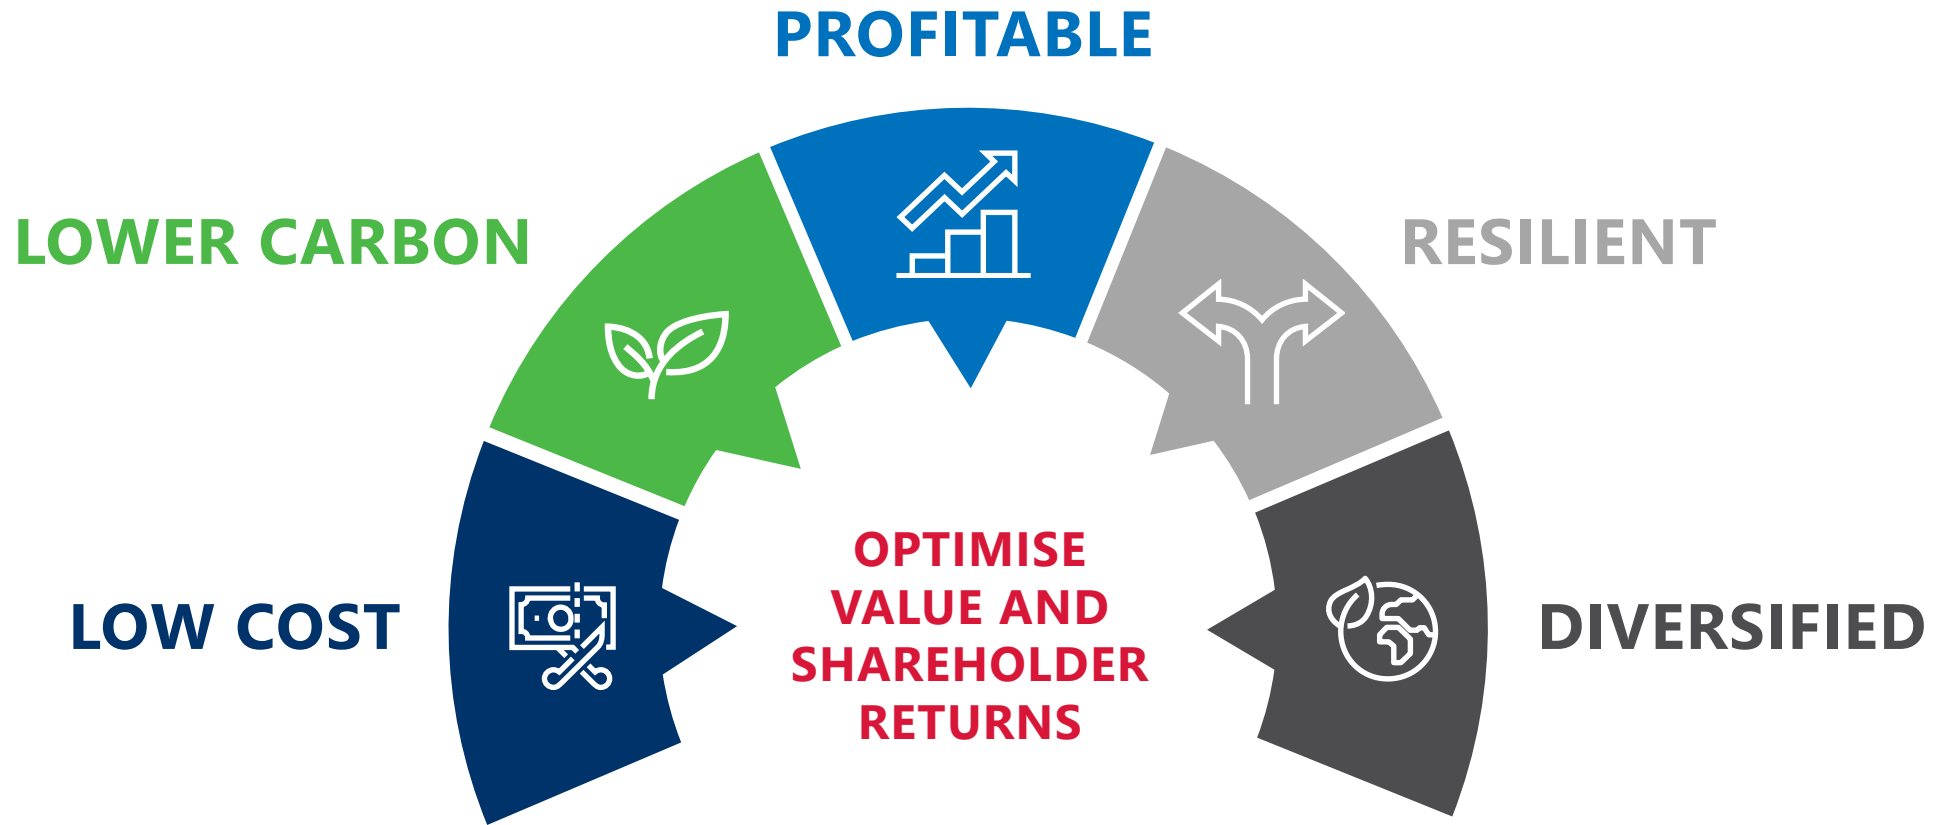 PROFITABLE
LOWER CARBON
RESILIENT
LOW COST
OPTIMISE
VALUE AND
SHAREHOLDER
RETURNS
DIVERSIFIED